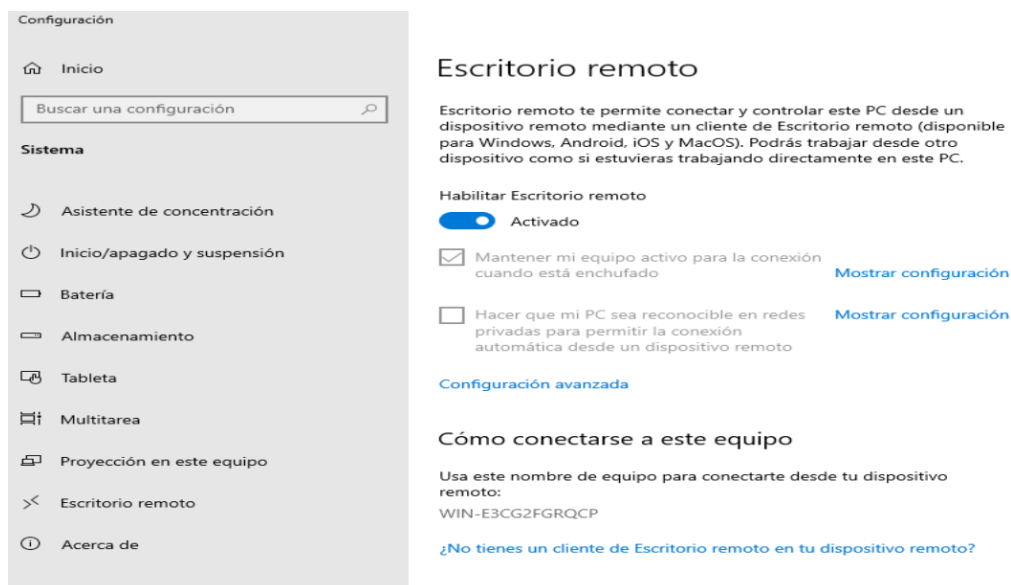 Configuración
Inicio
Buscar una configuración
Sistema
Asistente de concentración
Inicio/apagado y suspensión
Batería
Almacenamiento
Tableta
Multitarea
Proyección en este equipo
Escritorio remoto
Acerca de
Escritorio remoto
Escritorio remoto te permite conectar y controlar este PC desde un
dispositivo remoto mediante un cliente de Escritorio remoto (disponible
para Windows, Android, iOS y MacOS). Podrás trabajar desde otro
dispositivo como si estuvieras trabajando directamente en este PC.
Habilitar Escritorio remoto
Activado
Mantener mi equipo activo para la conexión
cuando está enchufado
Mostrar configuración
Hacer que mi PC sea reconocible en redes
privadas para permitir la conexión
automática desde un dispositivo remoto
Mostrar configuración
Configuración avanzada
Cómo conectarse a este equipo
Usa este nombre de equipo para conectarte desde tu dispositivo
remoto:
WIN-E3CG2FGRQCP
¿No tienes un cliente de Escritorio remoto en tu dispositivo remoto?